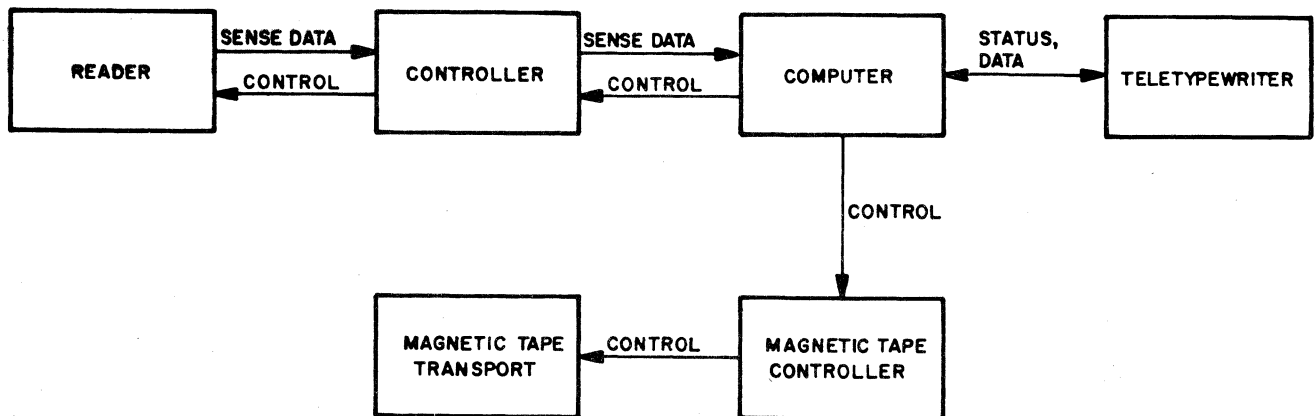 READER
SENSE DATA
CONTROL
CONTROLLER
SENSE DATA
CONTROL
COMPUTER
STATUS,
DATA
TELETYPEWRITER
CONTROL
MAGNETIC TAPE
TRANSPORT
CONTROL
MAGNETIC TAPE
CONTROLLER